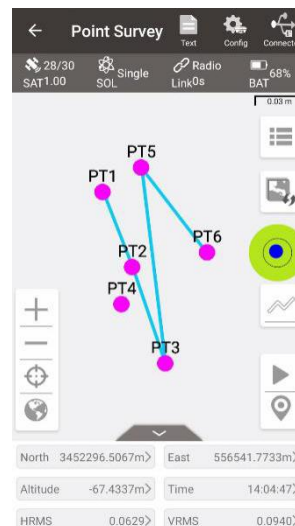 Point Survey
Text Config Connect
28/30 Single Radio 68%
SAT1.00 SOL Link0s BAT
0.03 m
PT5
PT1
PT6
PT2
PT4
PT3
North 3452296.5067m> East 556541.7733m>
Altitude -67.4337m> Time 14:04:47>
HRMS 0.0629> VRMS 0.0940>